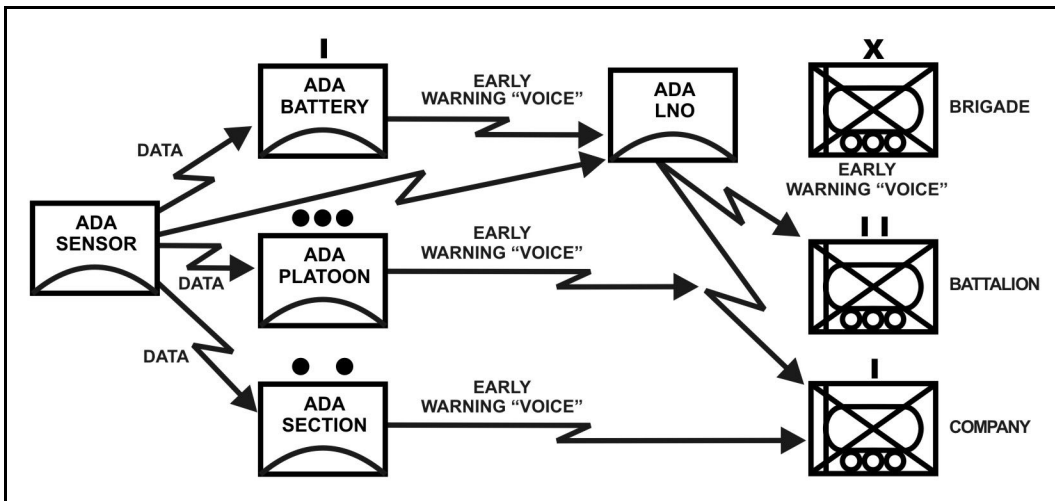 ADA
BATTERY
EARLY
WARNING “VOICE”
ADA
LNO
BRIGADE
DATA
EARLY
WARNING “VOICE”
ADA
SENSOR
ADA
PLATOON
EARLY
WARNING “VOICE”
DATA
BATTALION
DATA
ADA
SECTION
EARLY
WARNING “VOICE”
COMPANY